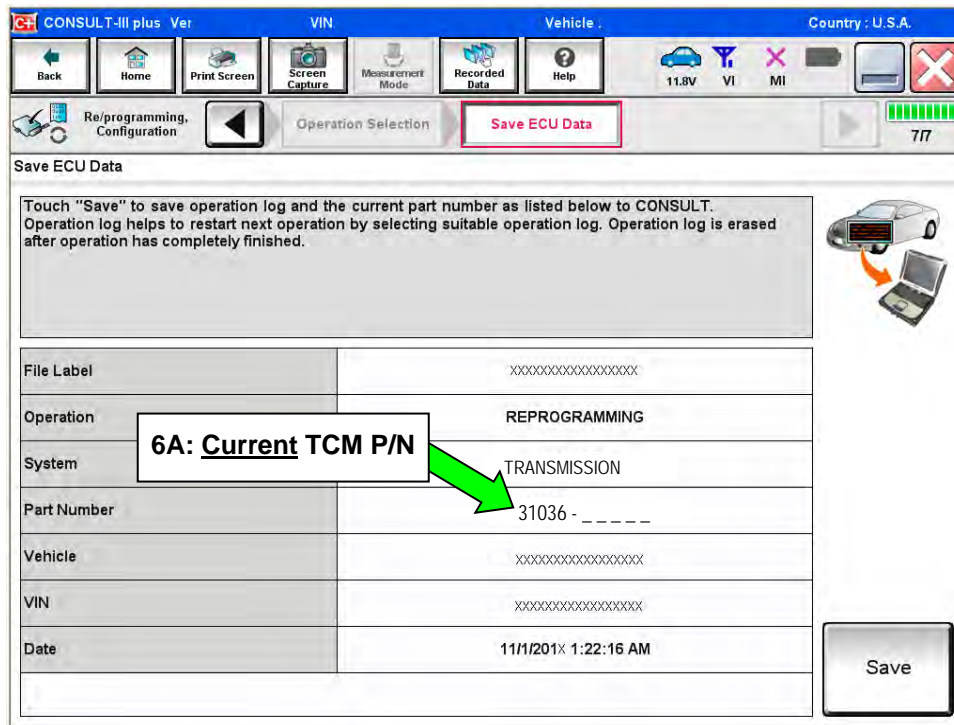 C+ CONSULT-III plus Ver VIN Vehicle : Country : U.S.A.
Back Home Print Screen Screen Capture Measurement Mode Recorded Data Help 11.8V VI MI
Re/programming, Configuration Operation Selection Save ECU Data 7/7
Save ECU Data
Touch "Save" to save operation log and the current part number as listed below to CONSULT.
Operation log helps to restart next operation by selecting suitable operation log. Operation log is erased
after operation has completely finished.
File Label XXXXXXXXXXXXXXXXX
Operation REPROGRAMMING
6A: Current TCM P/N
System TRANSMISSION
Part Number 31036 - _ _ _ _ _
Vehicle XXXXXXXXXXXXXXXXX
VIN XXXXXXXXXXXXXXXXX
Date 11/1/201X 1:22:16 AM
Save